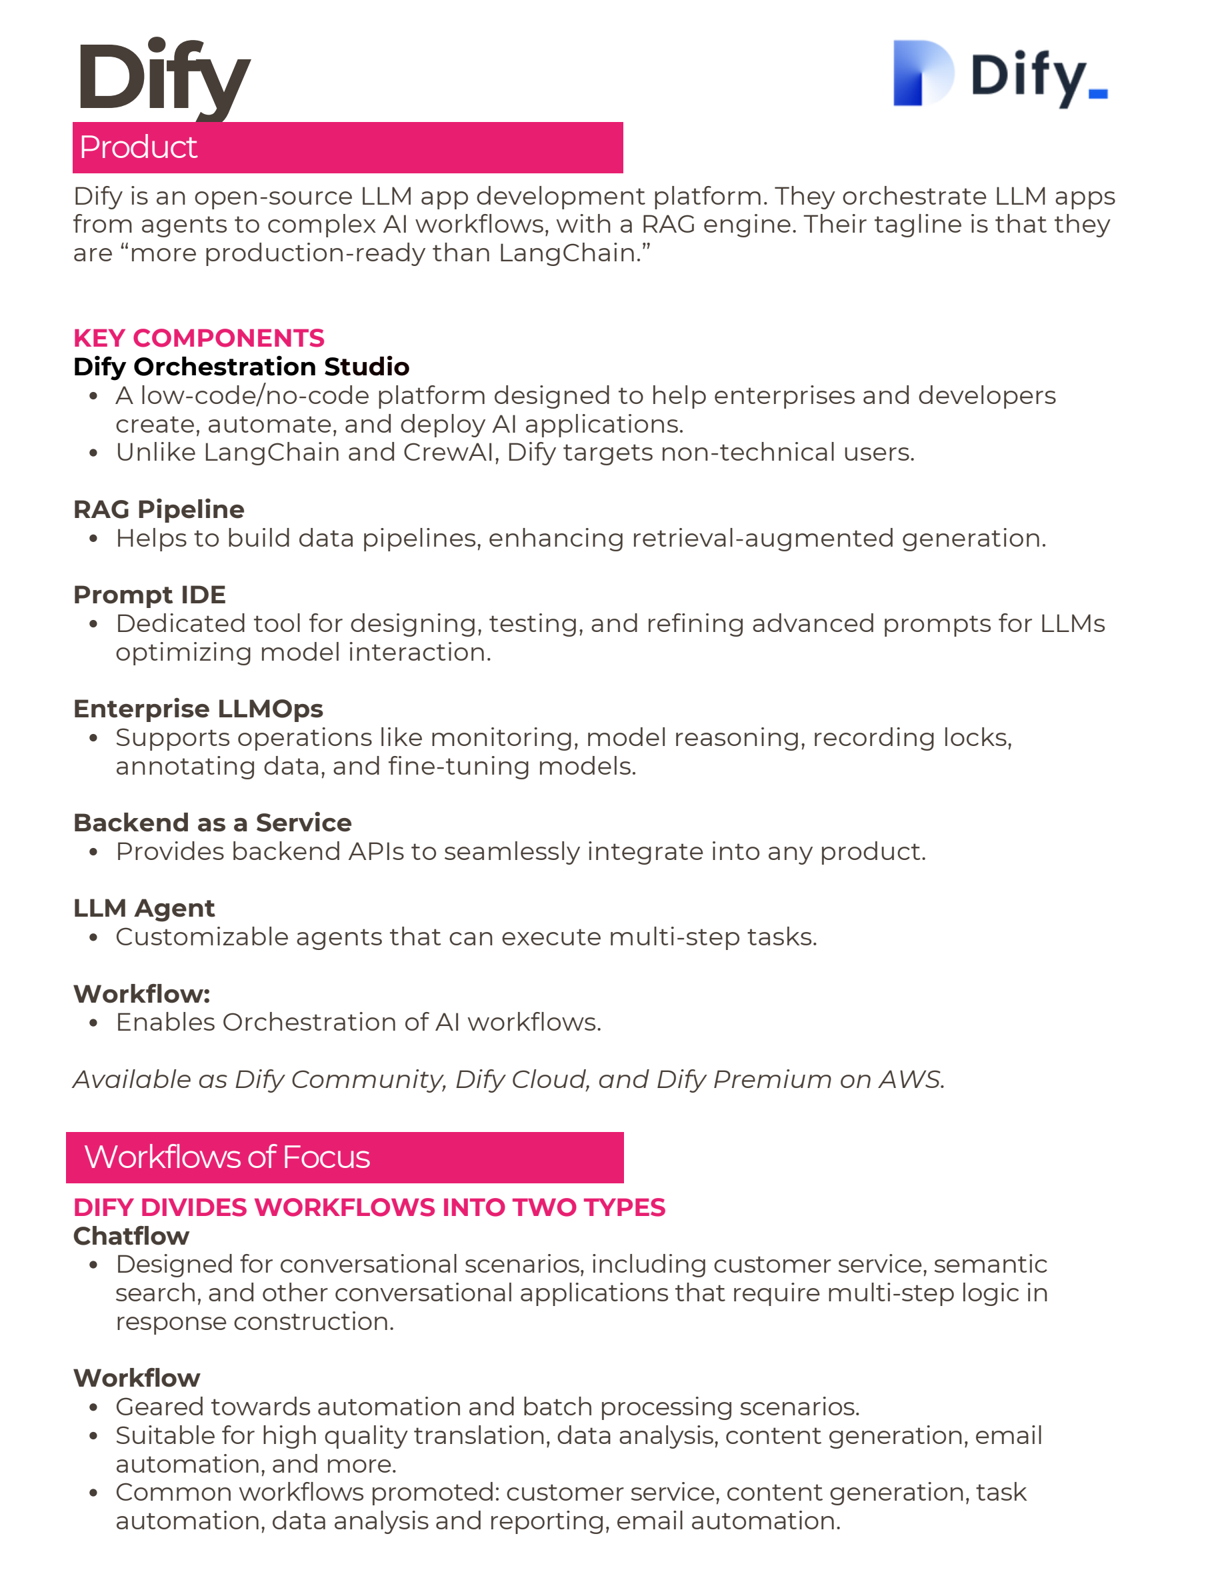 Dify
Dify_
Product
Dify is an open-source LLM app development platform. They orchestrate LLM apps
from agents to complex AI workflows, with a RAG engine. Their tagline is that they
are “more production-ready than LangChain.”
KEY COMPONENTS
Dify Orchestration Studio
• A low-code/no-code platform designed to help enterprises and developers
create, automate, and deploy AI applications.
• Unlike LangChain and CrewAI, Dify targets non-technical users.
RAG Pipeline
• Helps to build data pipelines, enhancing retrieval-augmented generation.
Prompt IDE
• Dedicated tool for designing, testing, and refining advanced prompts for LLMs
optimizing model interaction.
Enterprise LLMOps
• Supports operations like monitoring, model reasoning, recording locks,
annotating data, and fine-tuning models.
Backend as a Service
• Provides backend APIs to seamlessly integrate into any product.
LLM Agent
• Customizable agents that can execute multi-step tasks.
Workflow:
• Enables Orchestration of AI workflows.
Available as Dify Community, Dify Cloud, and Dify Premium on AWS.
Workflows of Focus
DIFY DIVIDES WORKFLOWS INTO TWO TYPES
Chatflow
• Designed for conversational scenarios, including customer service, semantic
search, and other conversational applications that require multi-step logic in
response construction.
Workflow
• Geared towards automation and batch processing scenarios.
• Suitable for high quality translation, data analysis, content generation, email
automation, and more.
• Common workflows promoted: customer service, content generation, task
automation, data analysis and reporting, email automation.